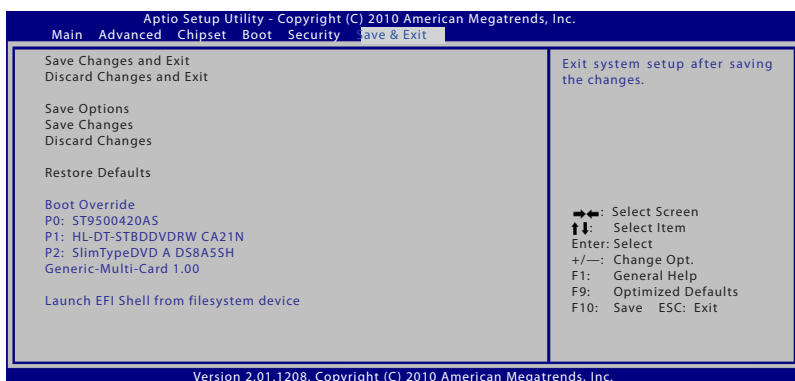 Aptio Setup Utility - Copyright (C) 2010 American Megatrends, Inc.
Main Advanced Chipset Boot Security Save & Exit
Save Changes and Exit
Discard Changes and Exit
Save Options
Save Changes
Discard Changes
Restore Defaults
Boot Override
P0: ST9500420AS
P1: HL-DT-STBDDVDRW CA21N
P2: SlimTypeDVD A DS8A5SH
Generic-Multi-Card 1.00
Launch EFI Shell from filesystem device
Exit system setup after saving
the changes.
→←: Select Screen
↑↓: Select Item
Enter: Select
+/—: Change Opt.
F1: General Help
F9: Optimized Defaults
F10: Save ESC: Exit
Version 2.01.1208. Copyright (C) 2010 American Megatrends, Inc.